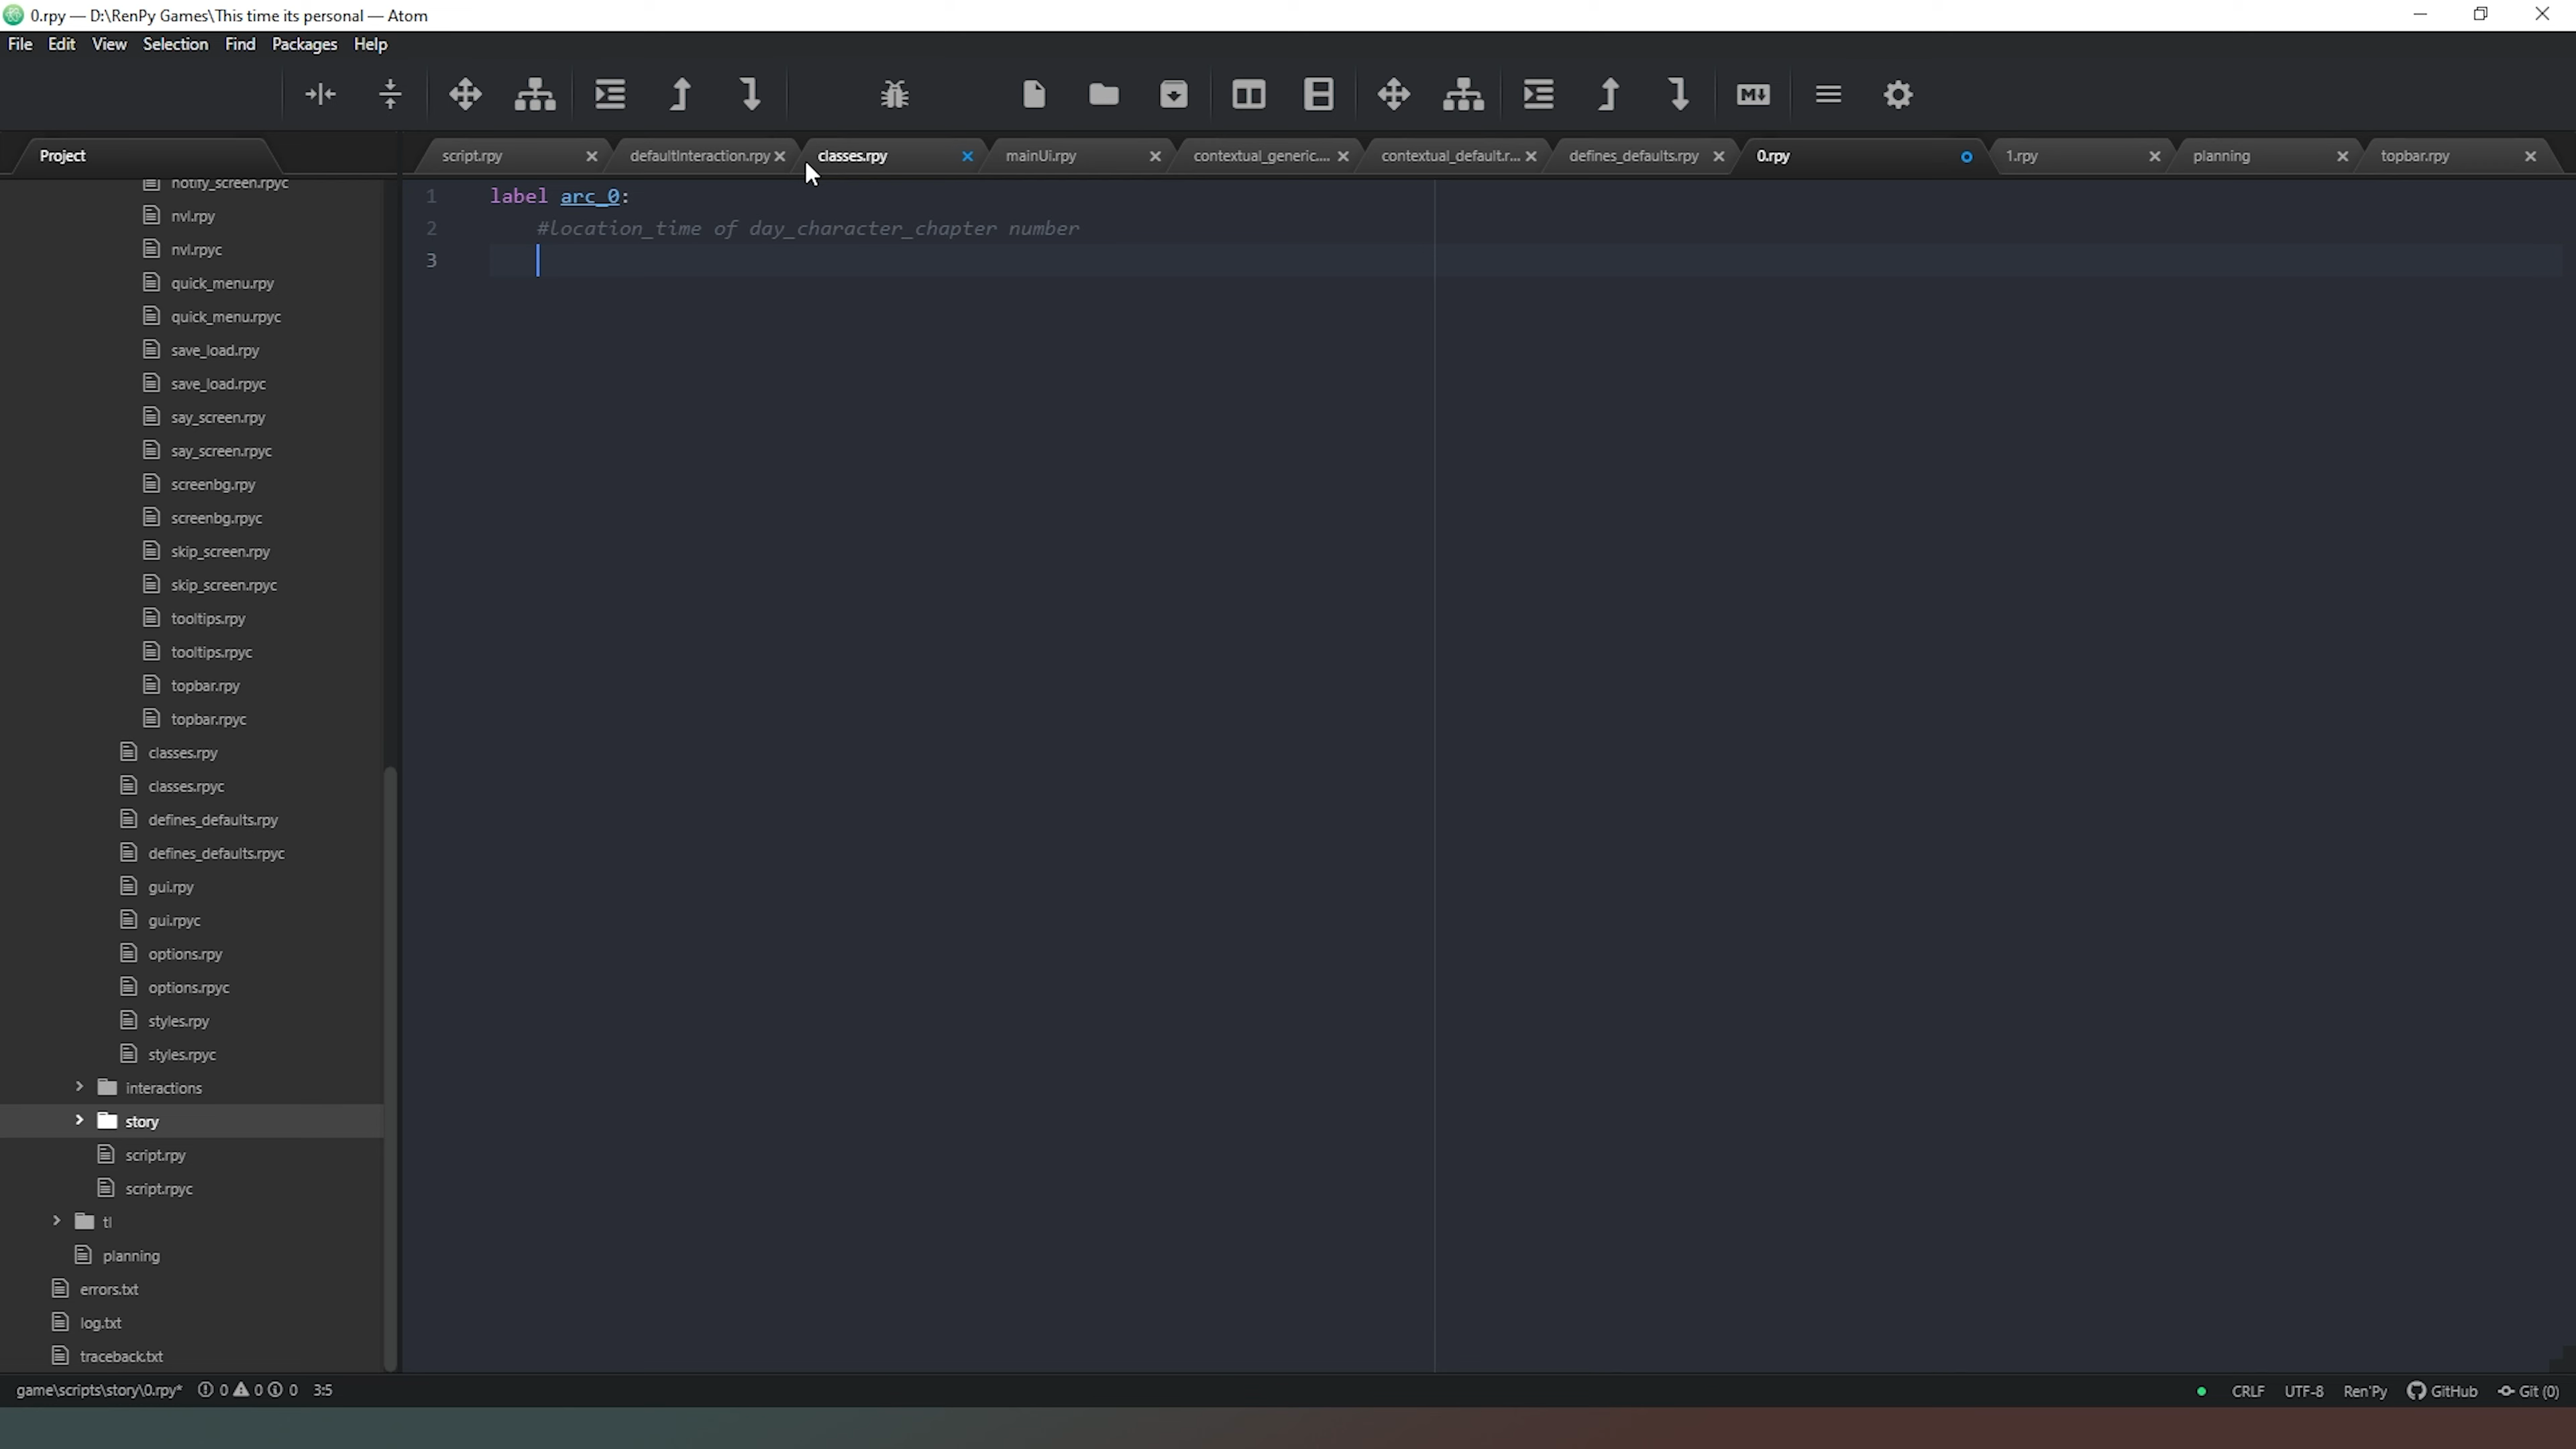 0.rpy — D:\RenPy Games\This time its personal — Atom
File Edit View Selection Find Packages Help
Project
script.rpy
defaultInteraction.rpy
classes.rpy
mainUi.rpy
contextual_generic....
contextual_default.r...
defines_defaults.rpy
0.rpy
1.rpy
planning
topbar.rpy
notify_screen.rpyc
nvl.rpy
nvl.rpyc
quick_menu.rpy
quick_menu.rpyc
save_load.rpy
save_load.rpyc
say_screen.rpy
say_screen.rpyc
screenbg.rpy
screenbg.rpyc
skip_screen.rpy
skip_screen.rpyc
tooltips.rpy
tooltips.rpyc
topbar.rpy
topbar.rpyc
classes.rpy
classes.rpyc
defines_defaults.rpy
defines_defaults.rpyc
gui.rpy
gui.rpyc
options.rpy
options.rpyc
styles.rpy
styles.rpyc
interactions
story
script.rpy
script.rpyc
tl
planning
errors.txt
log.txt
traceback.txt
1 label arc_0:
2 #location_time of day_character_chapter number
3
game\scripts\story\0.rpy* 0 0 0 3:5
CRLF UTF-8 Ren'Py GitHub Git (0)